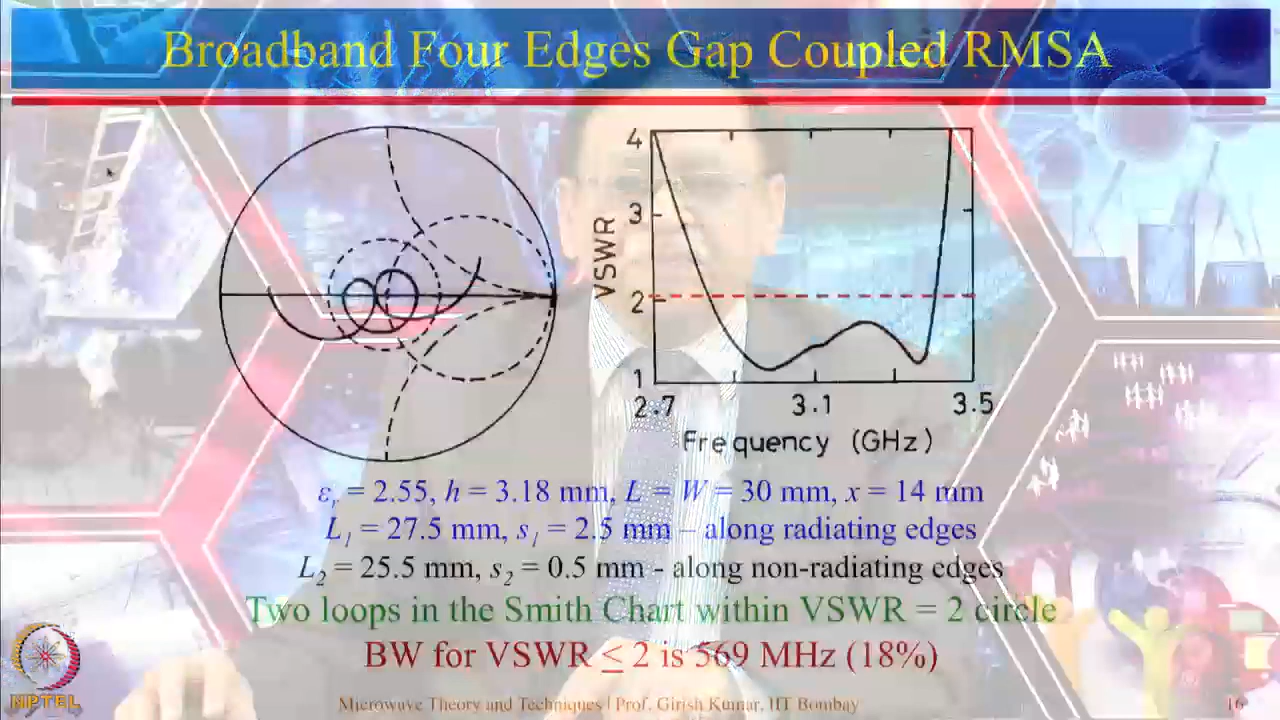 Broadband Four Edges Gap Coupled RMSA
VSWR
4
3
2
1
2.7 3.1 3.5
Frequency (GHz)
εr = 2.55, h = 3.18 mm, L = W = 30 mm, x = 14 mm
L1 = 27.5 mm, s1 = 2.5 mm – along radiating edges
L2 = 25.5 mm, s2 = 0.5 mm - along non-radiating edges
Two loops in the Smith Chart within VSWR = 2 circle
BW for VSWR ≤ 2 is 569 MHz (18%)
NPTEL
Microwave Theory and Techniques | Prof. Girish Kumar, IIT Bombay
16